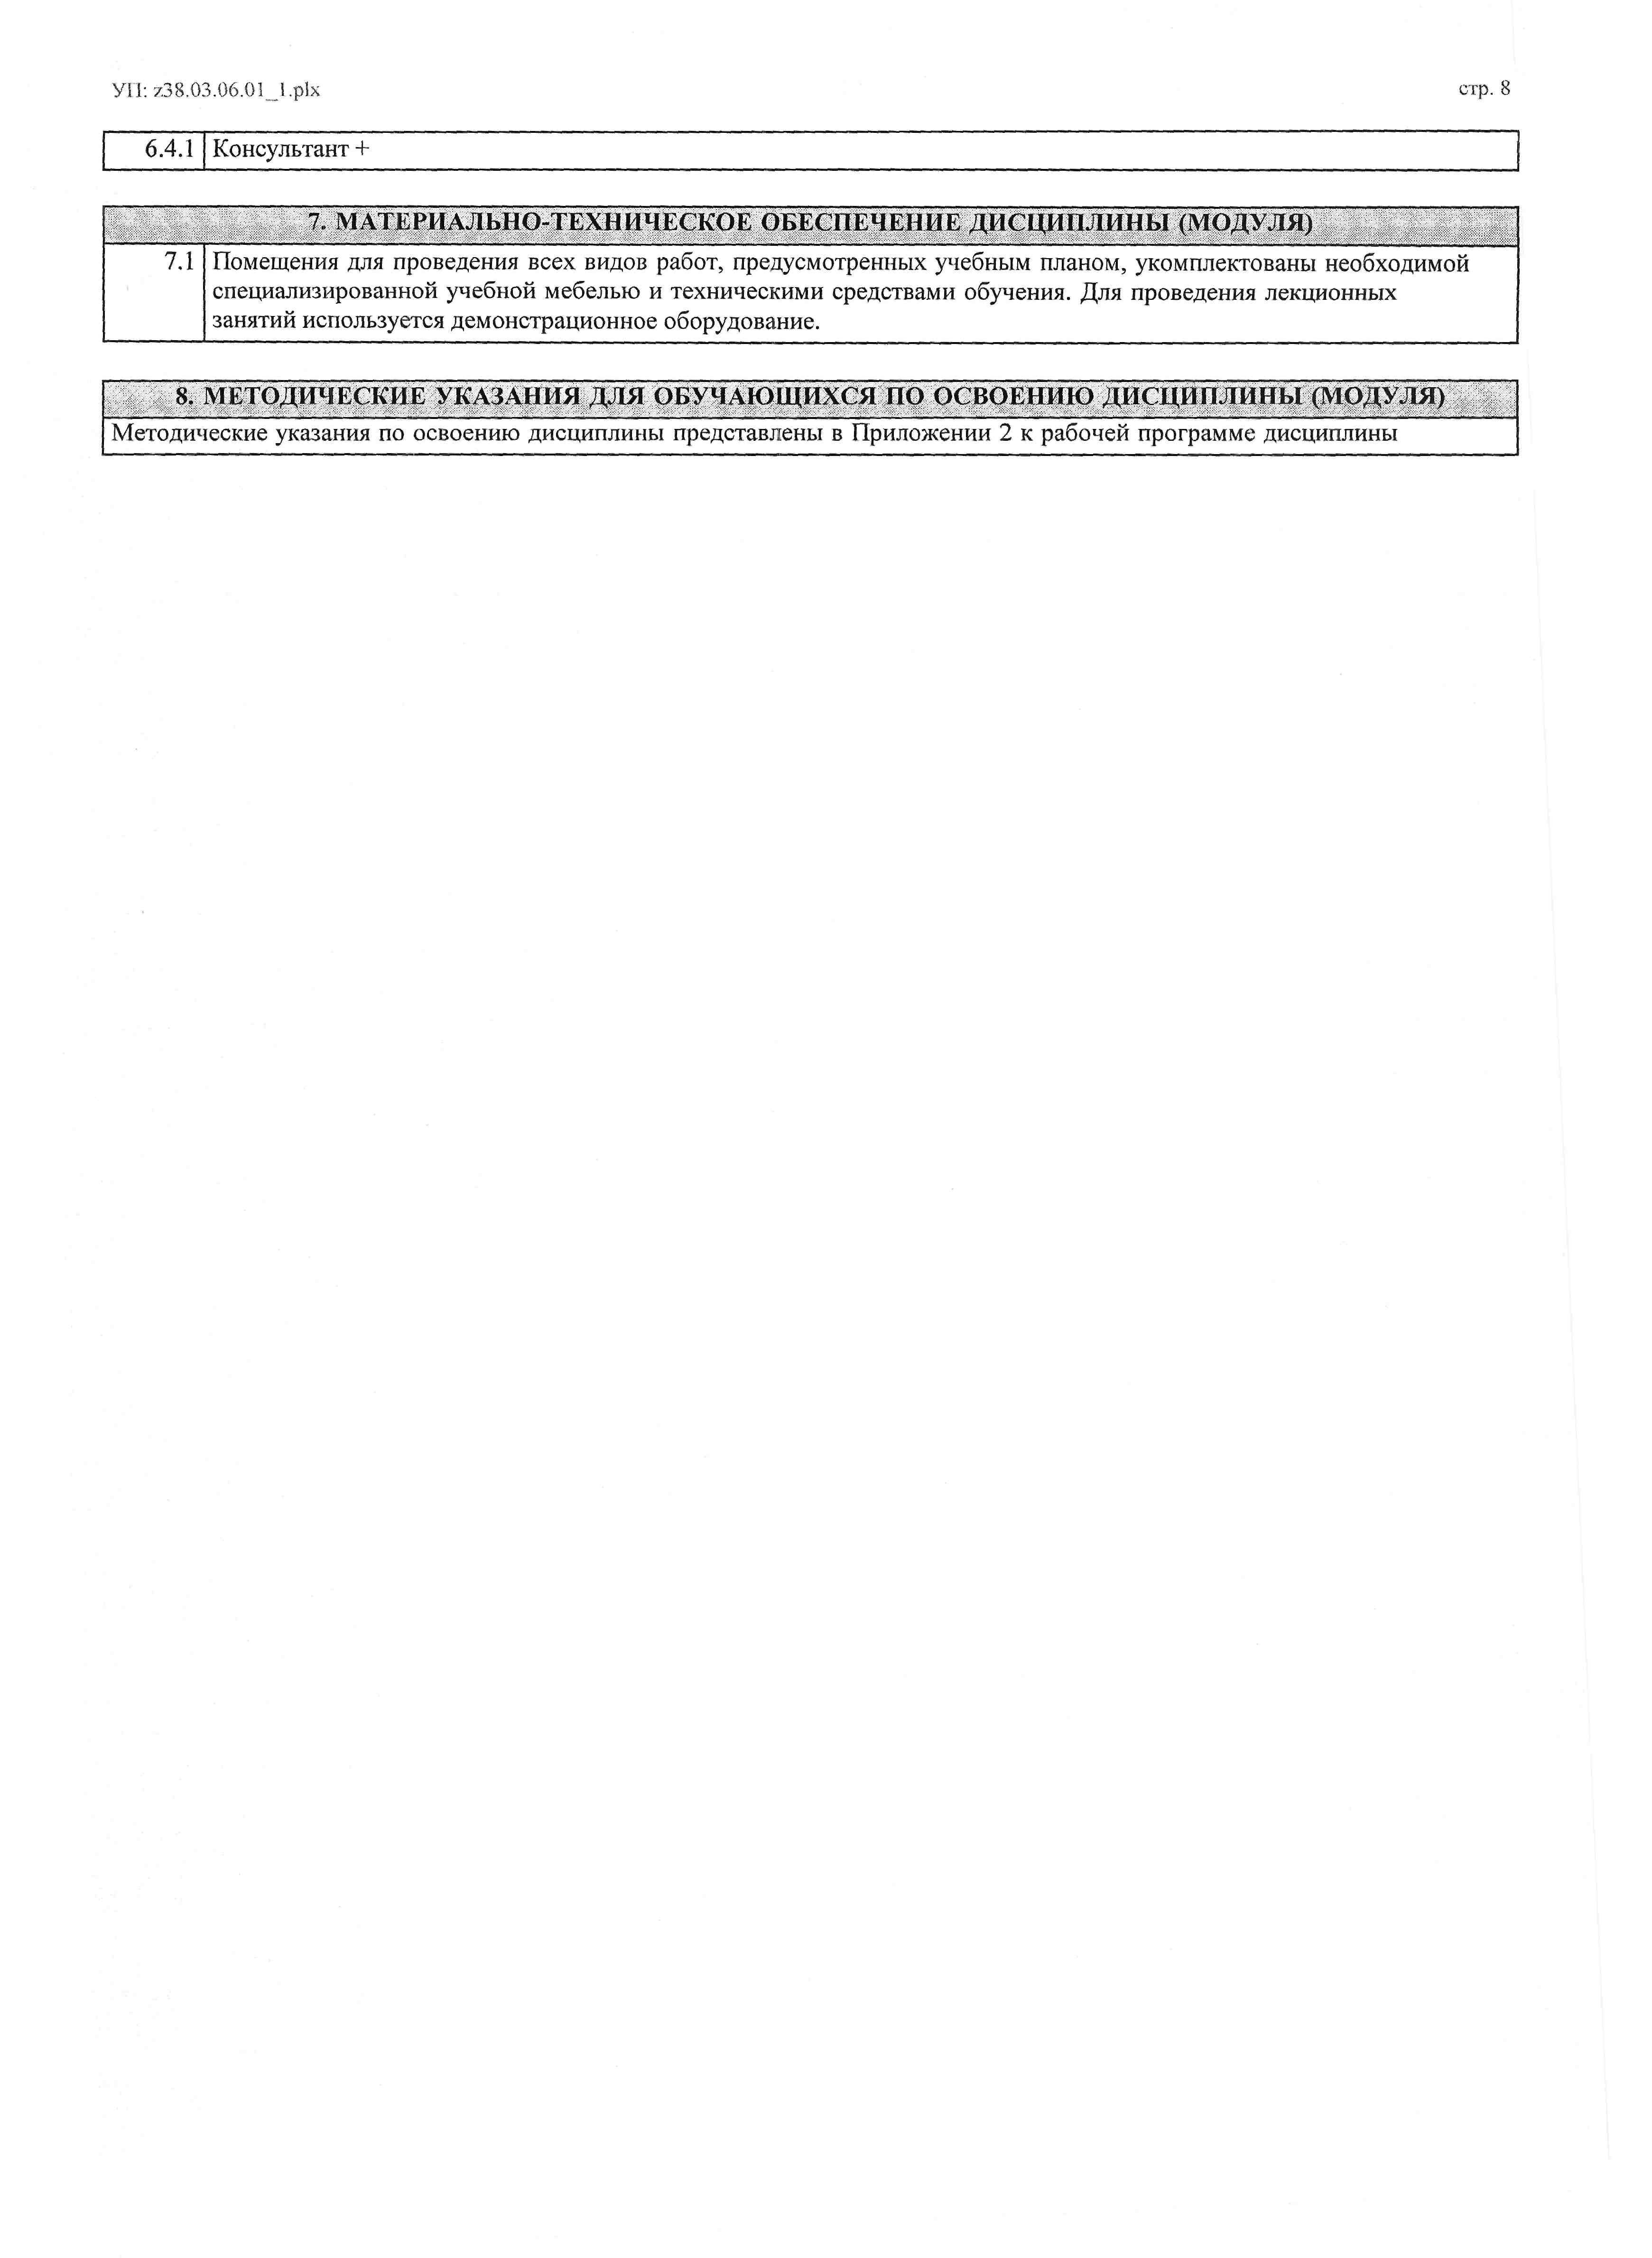 УП: z38.03.06.01_1.plx
стр. 8
6.4.1 Консультант +
7. МАТЕРИАЛЬНО-ТЕХНИЧЕСКОЕ ОБЕСПЕЧЕНИЕ ДИСЦИПЛИНЫ (МОДУЛЯ)
7.1 Помещения для проведения всех видов работ, предусмотренных учебным планом, укомплектованы необходимой
специализированной учебной мебелью и техническими средствами обучения. Для проведения лекционных
занятий используется демонстрационное оборудование.
8. МЕТОДИЧЕСКИЕ УКАЗАНИЯ ДЛЯ ОБУЧАЮЩИХСЯ ПО ОСВОЕНИЮ ДИСЦИПЛИНЫ (МОДУЛЯ)
Методические указания по освоению дисциплины представлены в Приложении 2 к рабочей программе дисциплины